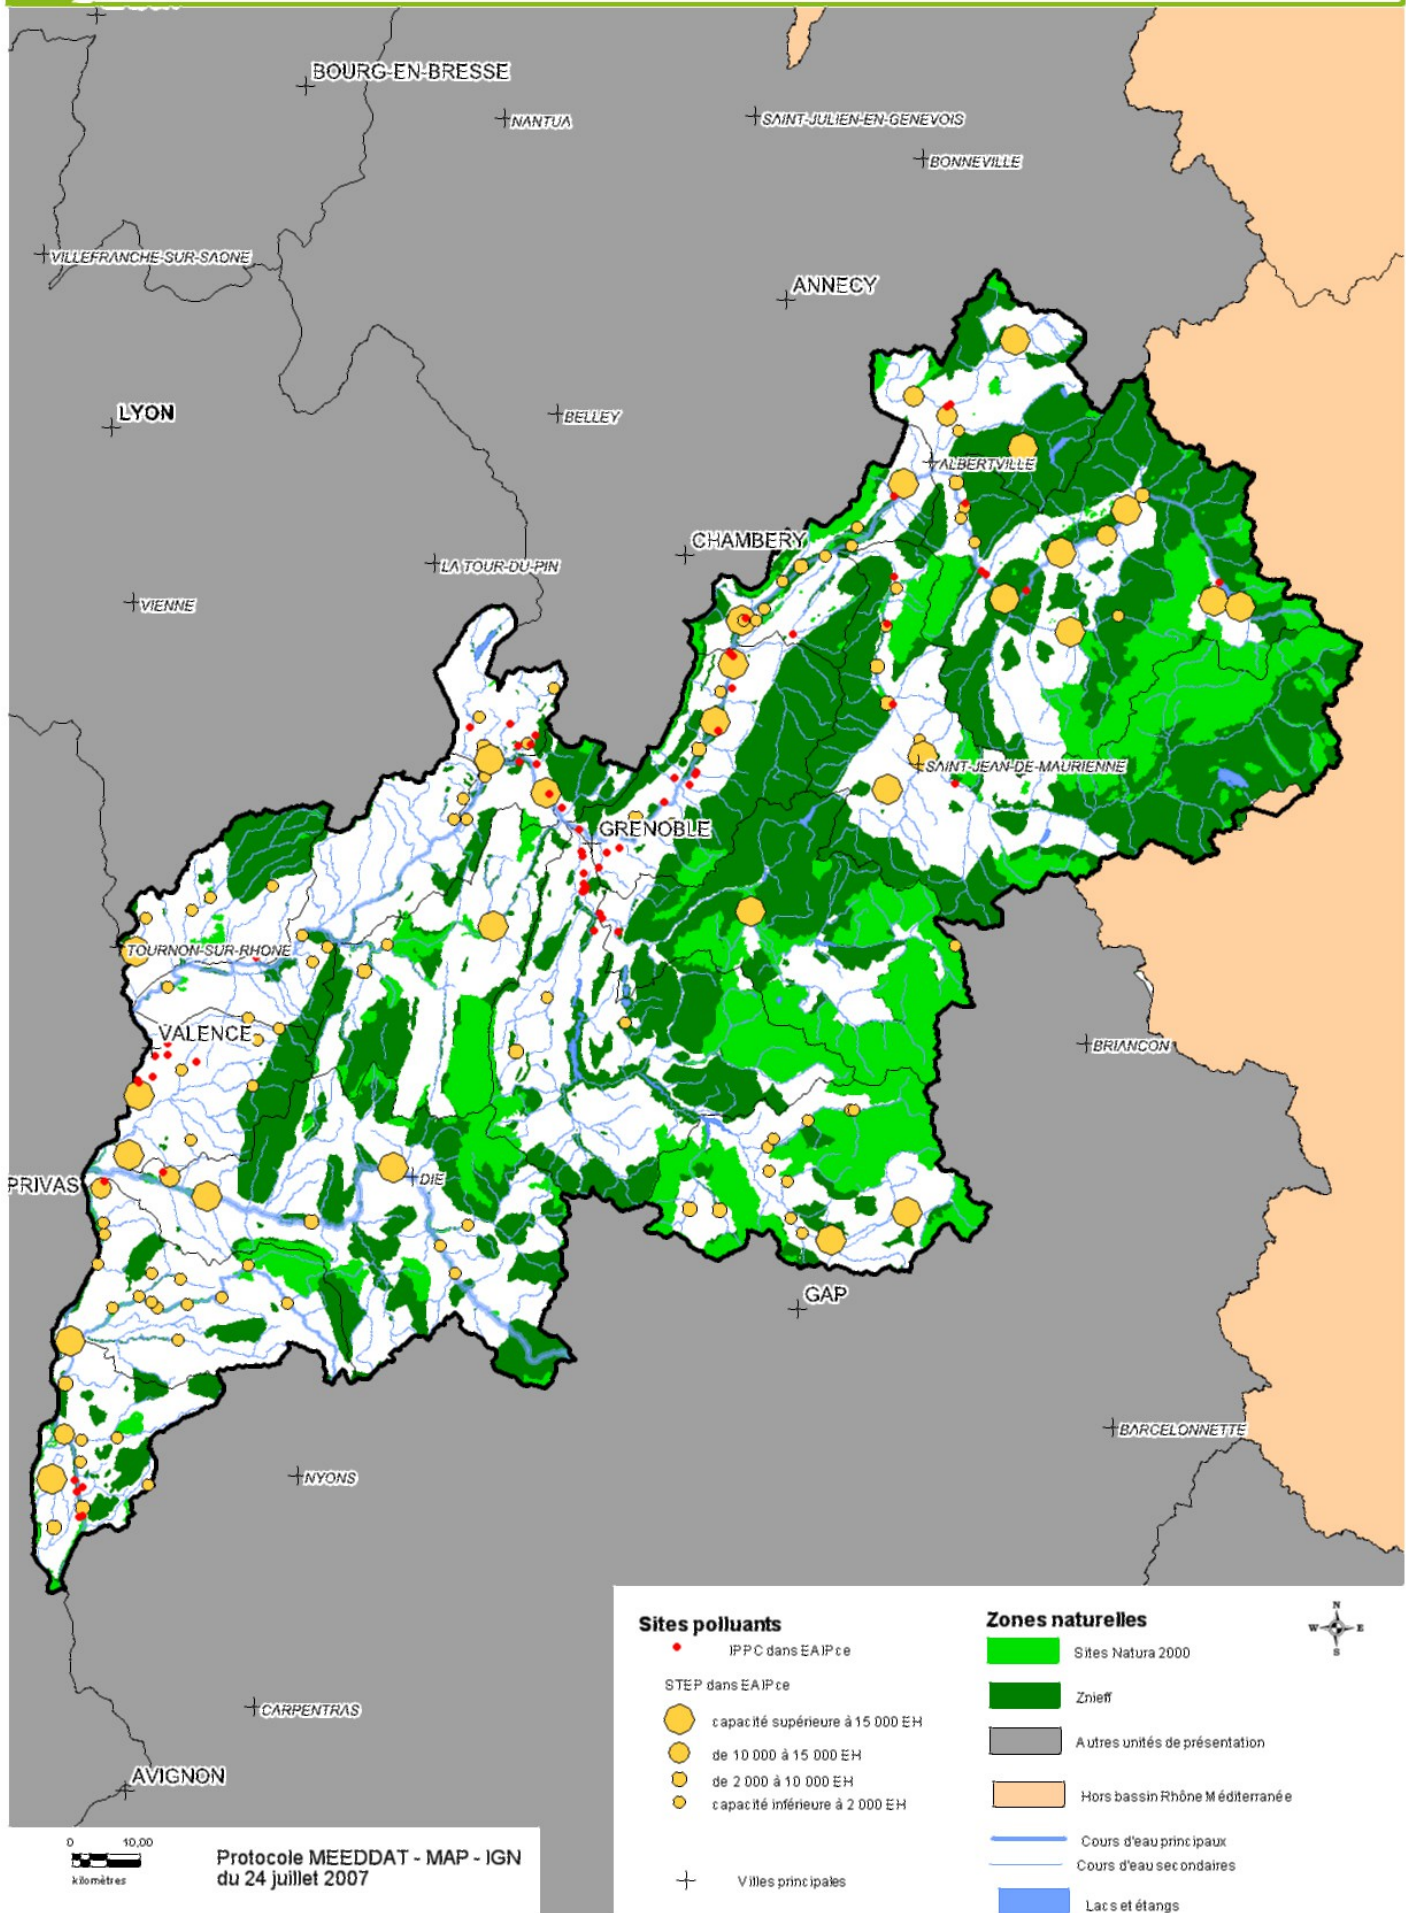 BOURG-EN-BRESSE
NANTUA
SAINT-JULIEN-EN-GENEVOIS
BONNEVILLE
VILLEFRANCHE-SUR-SAONE
ANNECY
LYON
BELLEY
ALBERTVILLE
CHAMBERY
LA TOUR-DU-PIN
VIENNE
SAINT-JEAN-DE-MAURIENNE
GRENOBLE
TOURNON-SUR-RHONE
VALENCE
BRIANCON
DIE
PRIVAS
GAP
BARCELONNETTE
NYONS
CARPENTRAS
AVIGNON
Sites polluants
IPPC dans EAIPce
STEP dans EAIPce
capacité supérieure à 15 000 EH
de 10 000 à 15 000 EH
de 2 000 à 10 000 EH
capacité inférieure à 2 000 EH
Villes principales
Zones naturelles
Sites Natura 2000
Znieff
Autres unités de présentation
Hors bassin Rhône Méditerranée
Cours d'eau principaux
Cours d'eau secondaires
Lacs et étangs
N
W E
S
0 10,00
kilomètres
Protocole MEEDDAT - MAP - IGN
du 24 juillet 2007